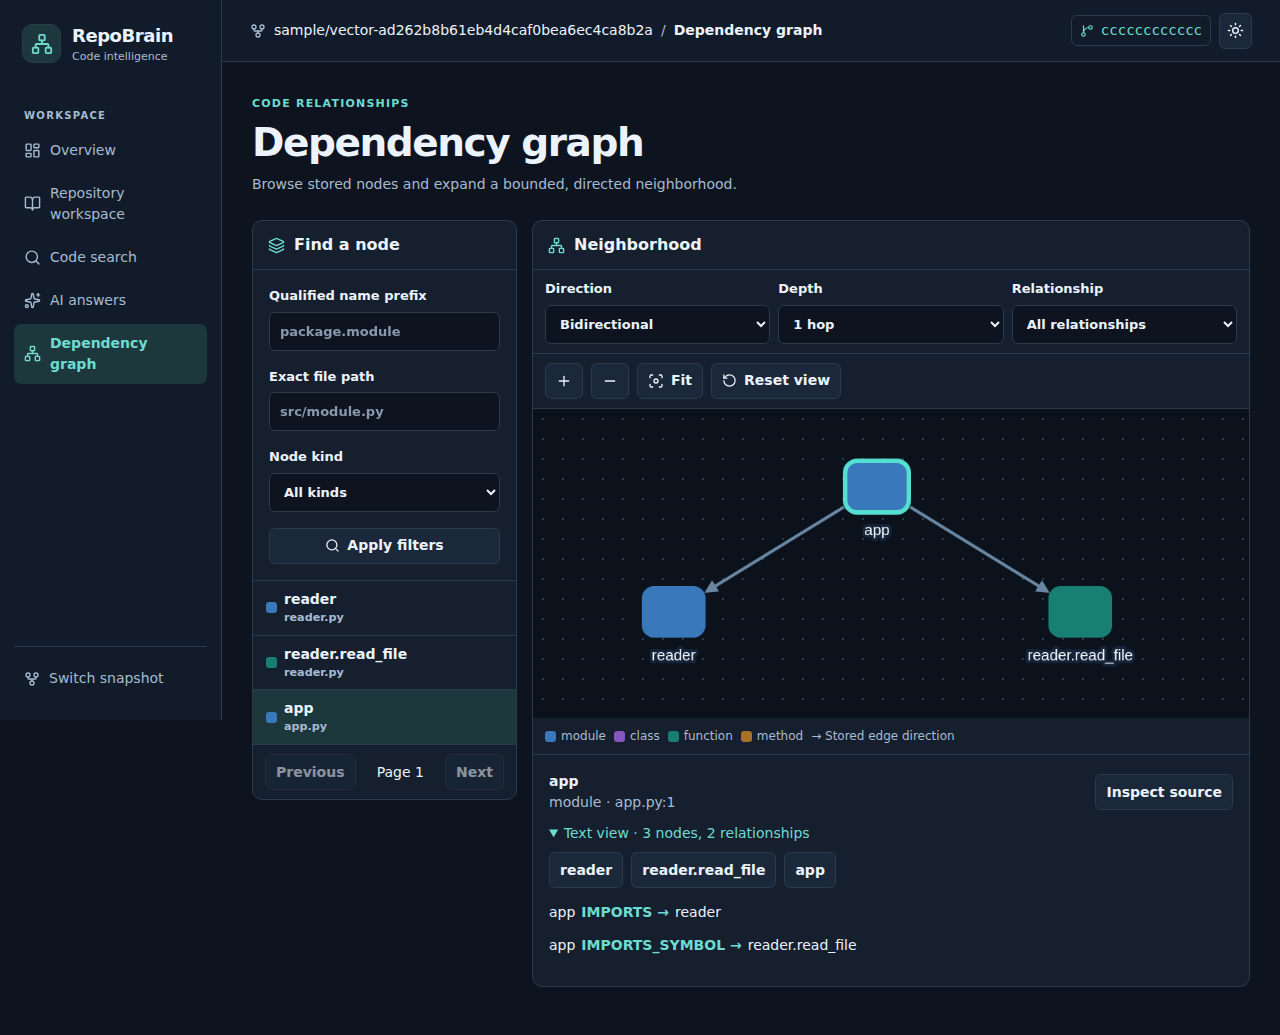 RepoBrain
Code intelligence
WORKSPACE
Overview
Repository
workspace
Code search
AI answers
Dependency
graph
Switch snapshot
sample/vector-ad262b8b61eb4d4caf0bea6ec4ca8b2a / Dependency graph
cccccccccccc
CODE RELATIONSHIPS
Dependency graph
Browse stored nodes and expand a bounded, directed neighborhood.
Find a node
Qualified name prefix
package.module
Exact file path
src/module.py
Node kind
All kinds
Apply filters
reader
reader.py
reader.read_file
reader.py
app
app.py
Previous Page 1 Next
Neighborhood
Direction Depth Relationship
Bidirectional 1 hop All relationships
+ − Fit Reset view
app
reader reader.read_file
module class function method → Stored edge direction
app
module · app.py:1
Inspect source
▼ Text view · 3 nodes, 2 relationships
reader reader.read_file app
app IMPORTS → reader
app IMPORTS_SYMBOL → reader.read_file